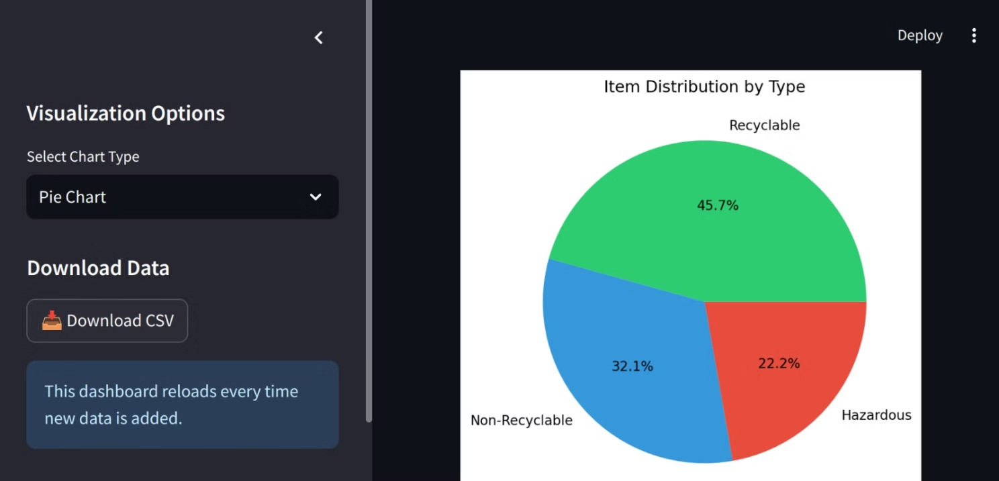 Visualization Options
Select Chart Type
Pie Chart
Download Data
Download CSV
This dashboard reloads every time
new data is added.
Deploy
Item Distribution by Type
Recyclable
45.7%
32.1%
22.2%
Non-Recyclable
Hazardous